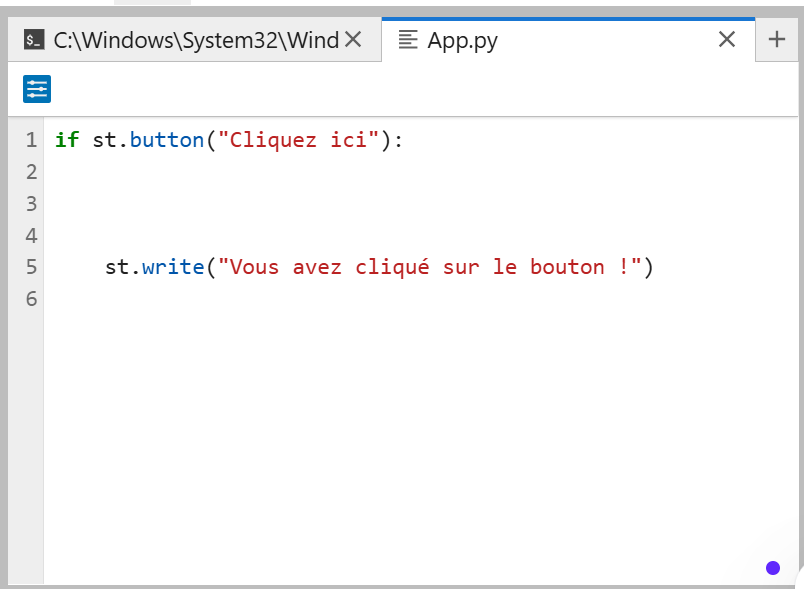 $_ C:\Windows\System32\Wind
App.py
1 if st.button("Cliquez ici"):
2
3
4
5     st.write("Vous avez cliqué sur le bouton !")
6